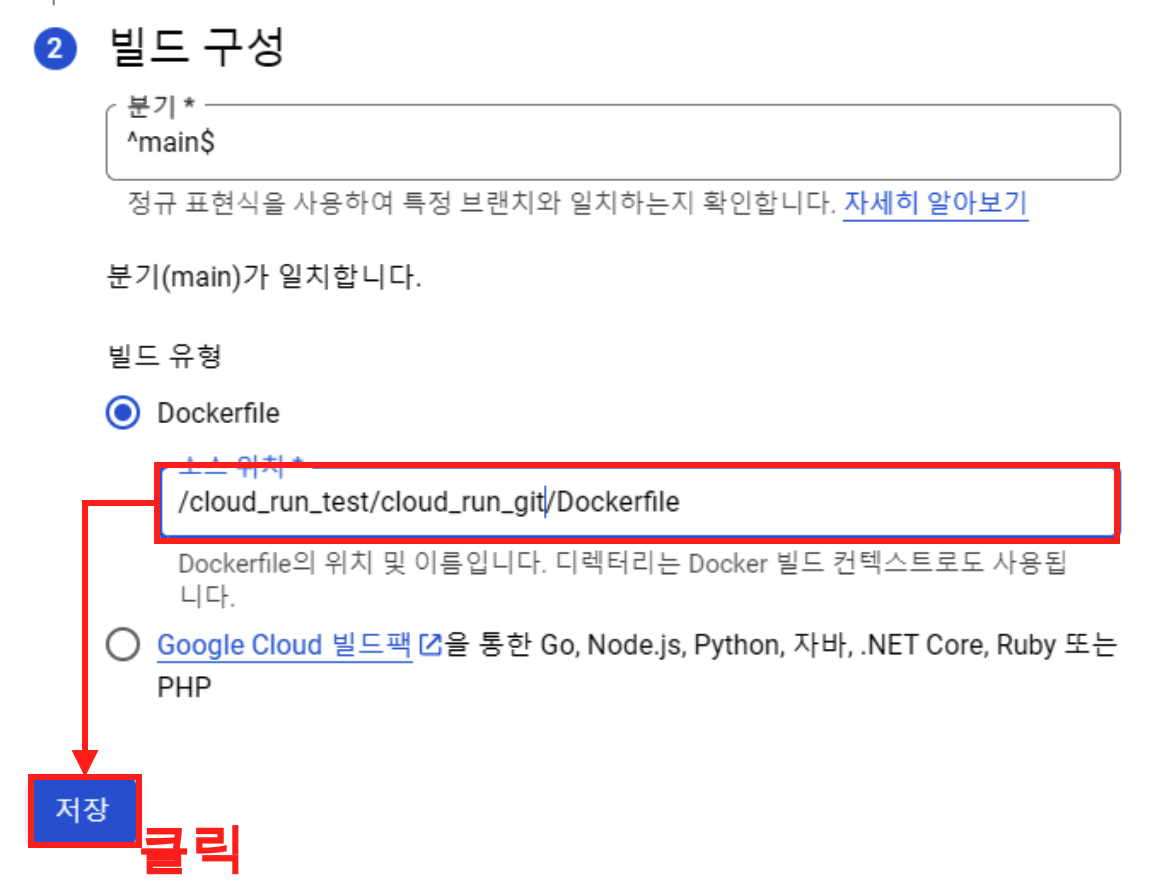 2 빌드 구성
분기 *
^main$
정규 표현식을 사용하여 특정 브랜치와 일치하는지 확인합니다. 자세히 알아보기
분기(main)가 일치합니다.
빌드 유형
Dockerfile
소스 위치 *
/cloud_run_test/cloud_run_git/Dockerfile
Dockerfile의 위치 및 이름입니다. 디렉터리는 Docker 빌드 컨텍스트로도 사용됩
니다.
Google Cloud 빌드팩을 통한 Go, Node.js, Python, 자바, .NET Core, Ruby 또는
PHP
저장
클릭